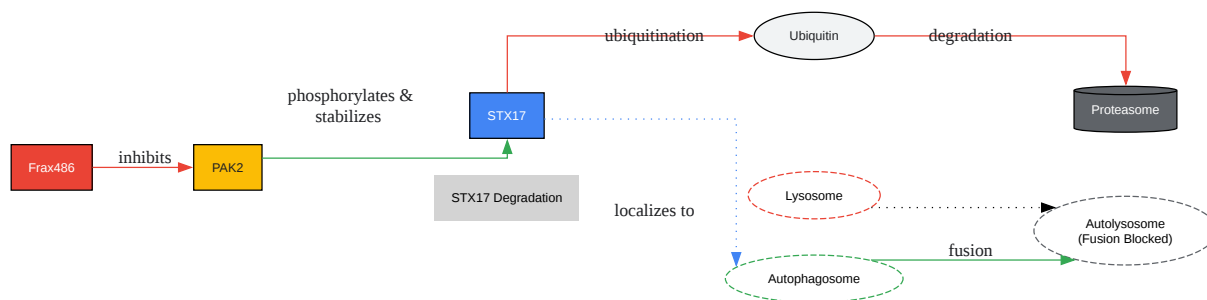 ubiquitination
Ubiquitin
degradation
phosphorylates &
stabilizes
STX17
Proteasome
Frax486
inhibits
PAK2
STX17 Degradation
localizes to
Lysosome
Autolysosome
(Fusion Blocked)
fusion
Autophagosome